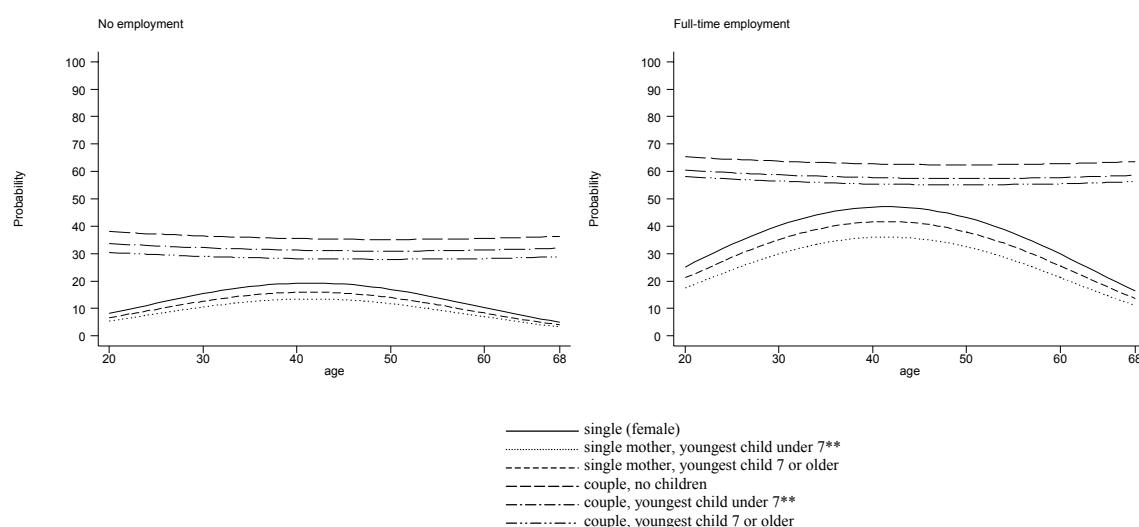 No employment
100
90
80
70
60
50
40
30
20
10
0
Probability
20 30 40 50 60 68
age
Full-time employment
100
90
80
70
60
50
40
30
20
10
0
Probability
20 30 40 50 60 68
age
single (female)
single mother, youngest child under 7**
single mother, youngest child 7 or older
couple, no children
couple, youngest child under 7**
couple, youngest child 7 or older